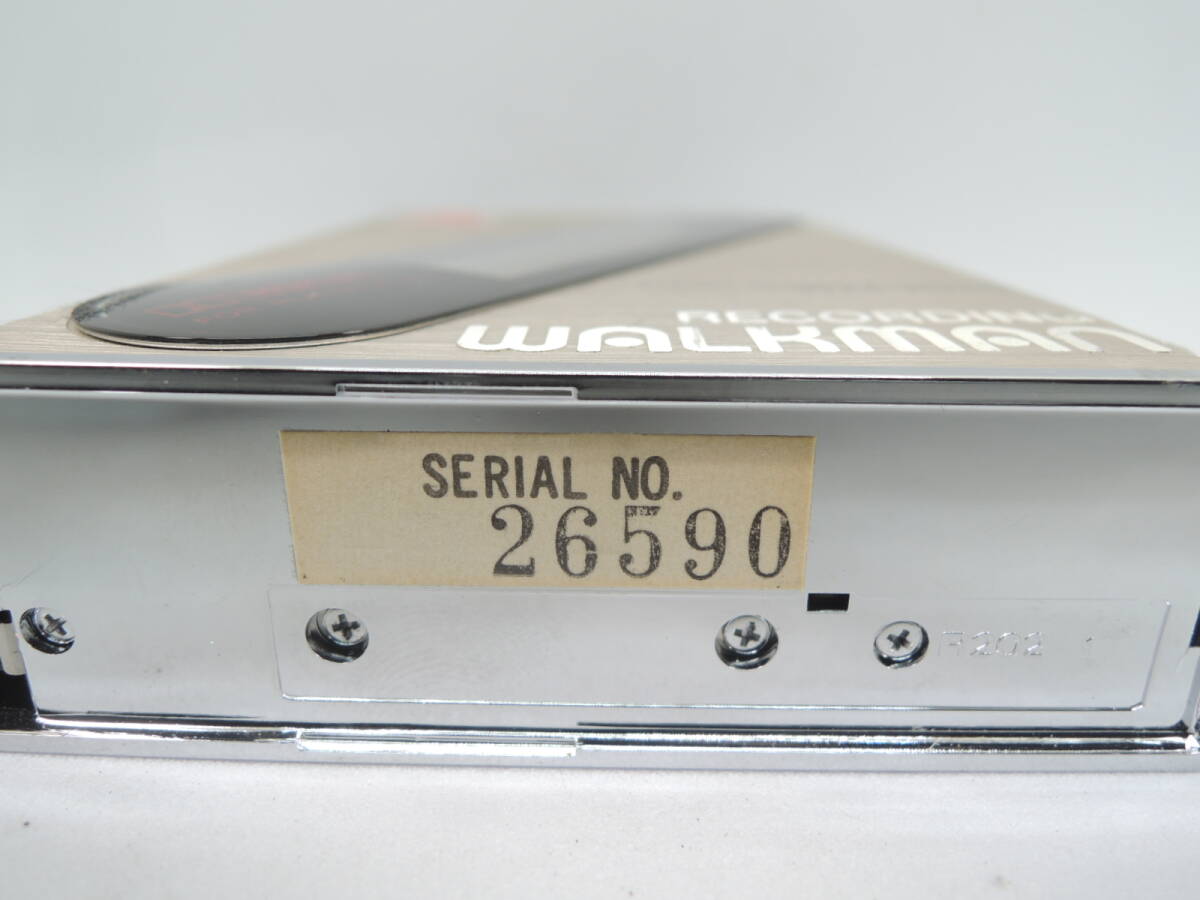 RECORDING
WALKMAN
SERIAL NO.
26590
R202